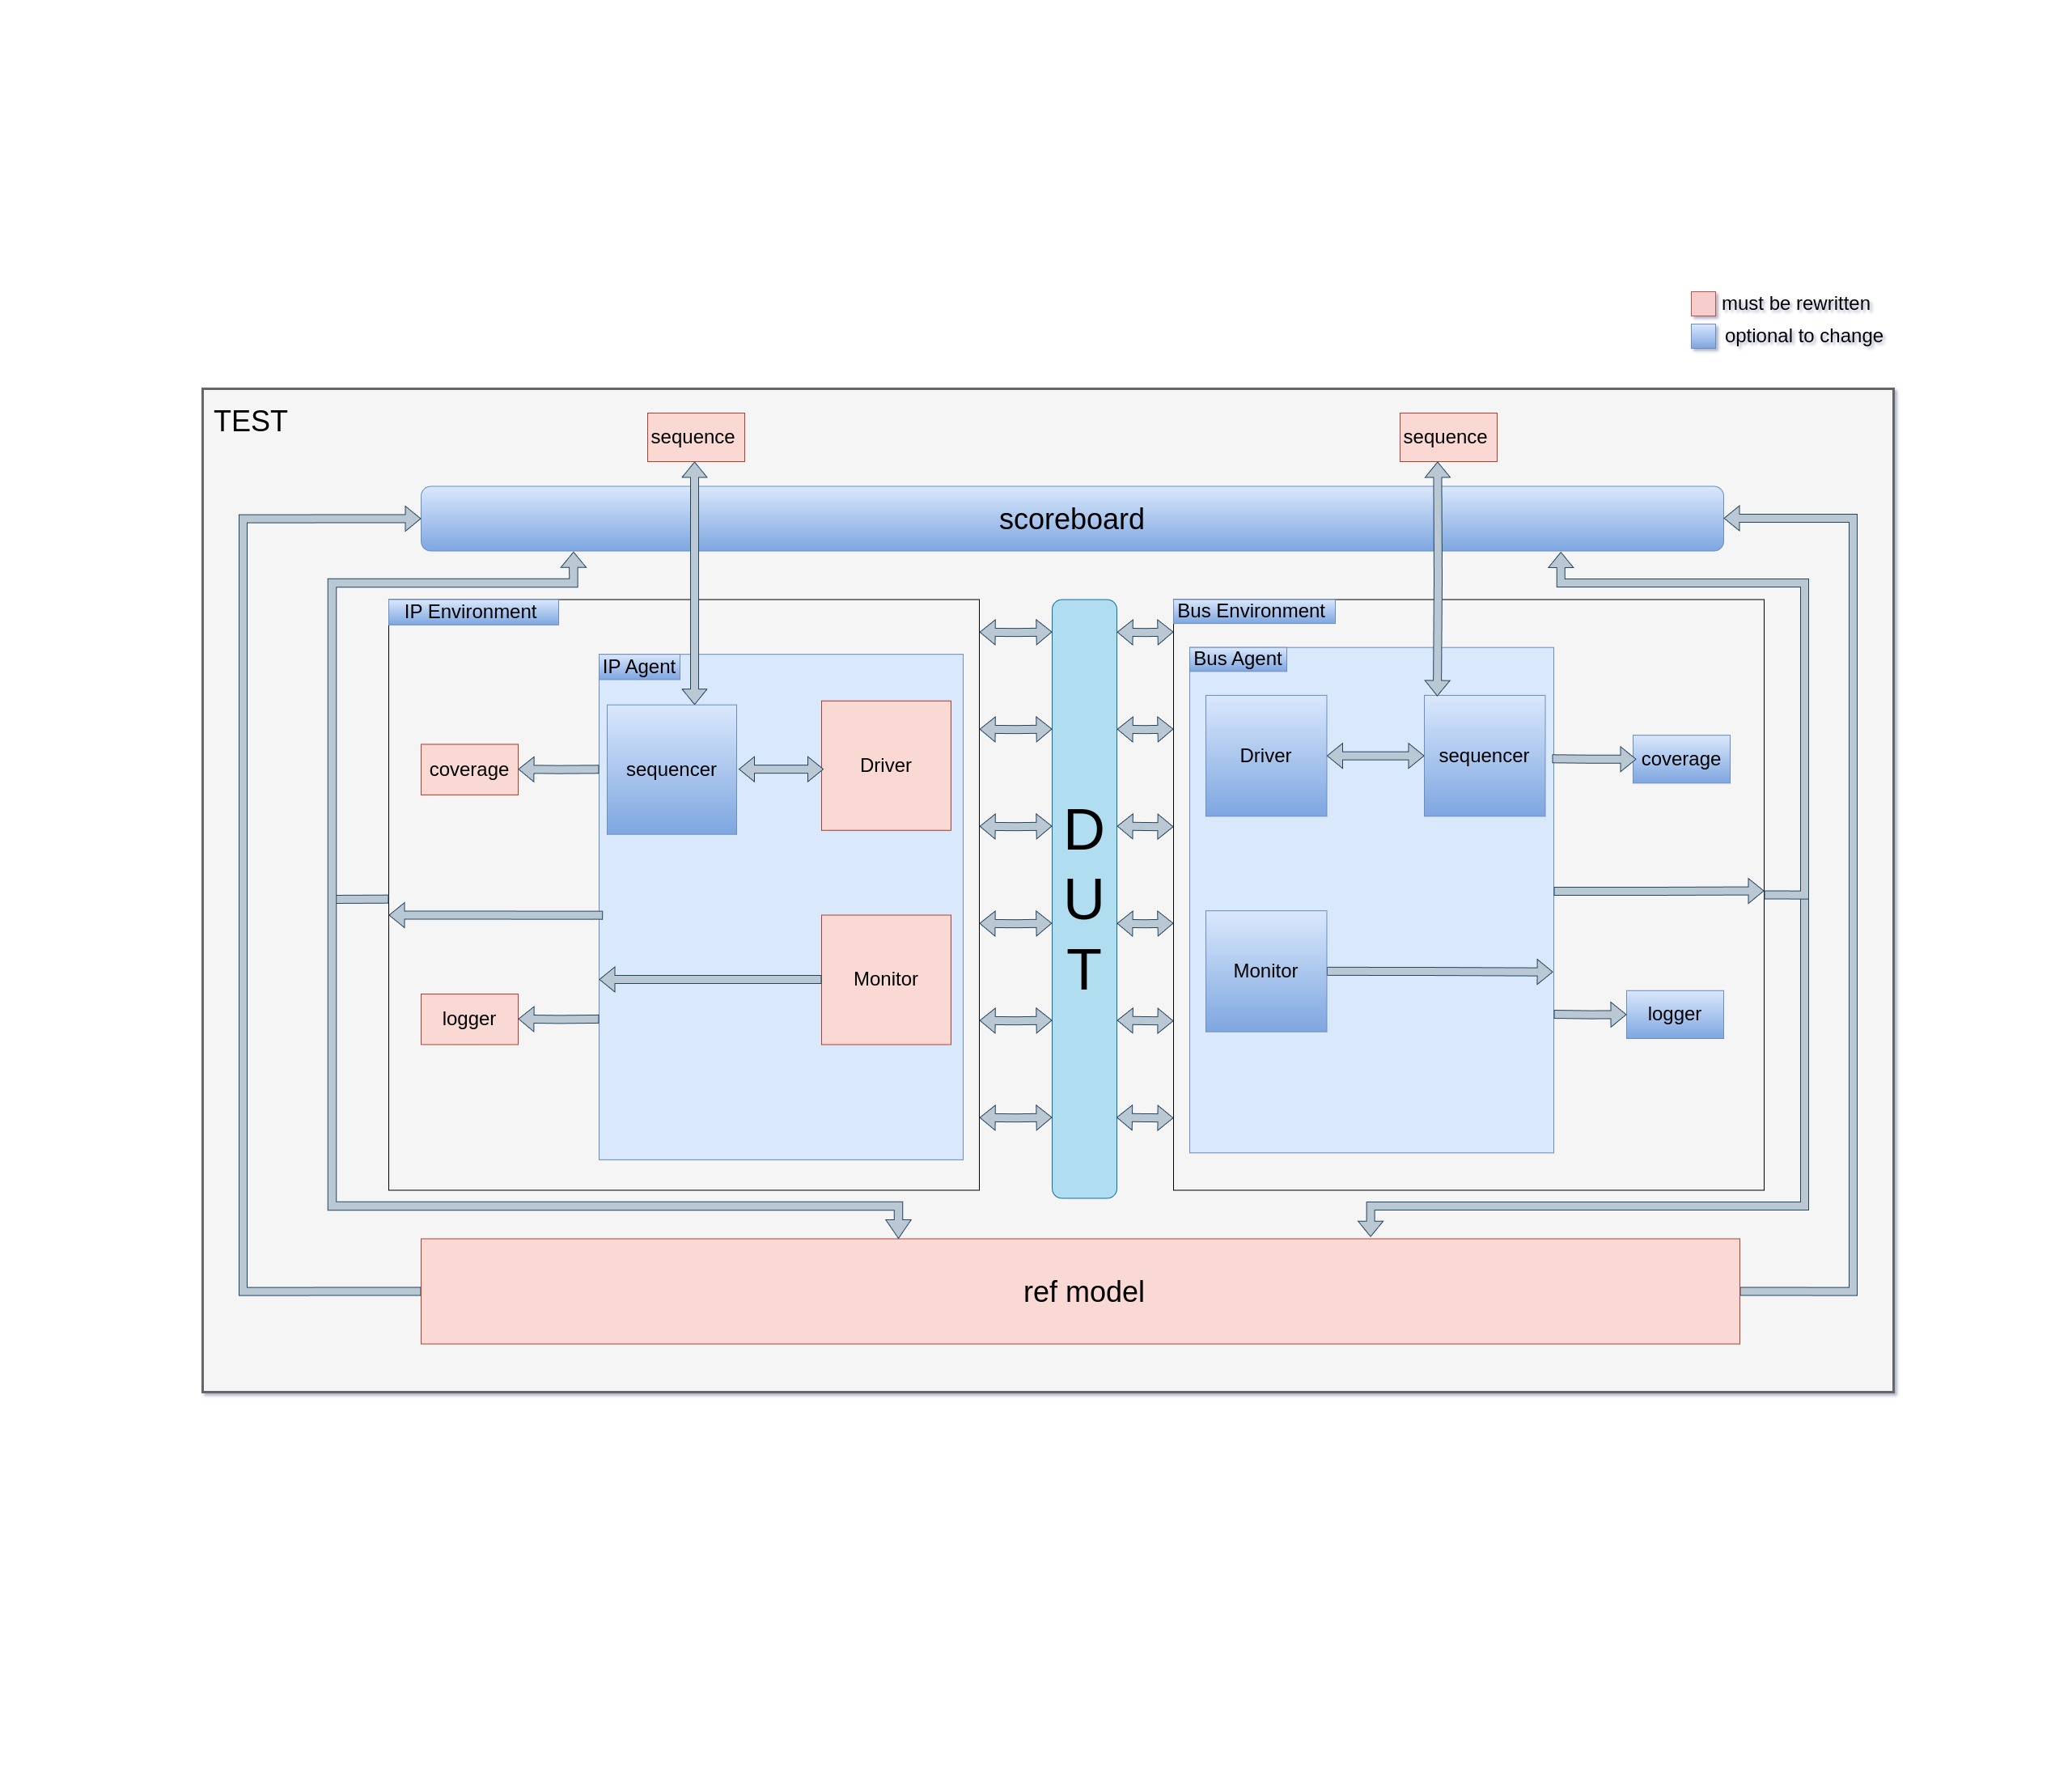 must be rewritten
optional to change
TEST
sequence
sequence
scoreboard
IP Environment
Bus Environment
IP Agent
Bus Agent
coverage
sequencer
Driver
Driver
sequencer
coverage
D
U
T
logger
Monitor
Monitor
logger
ref model